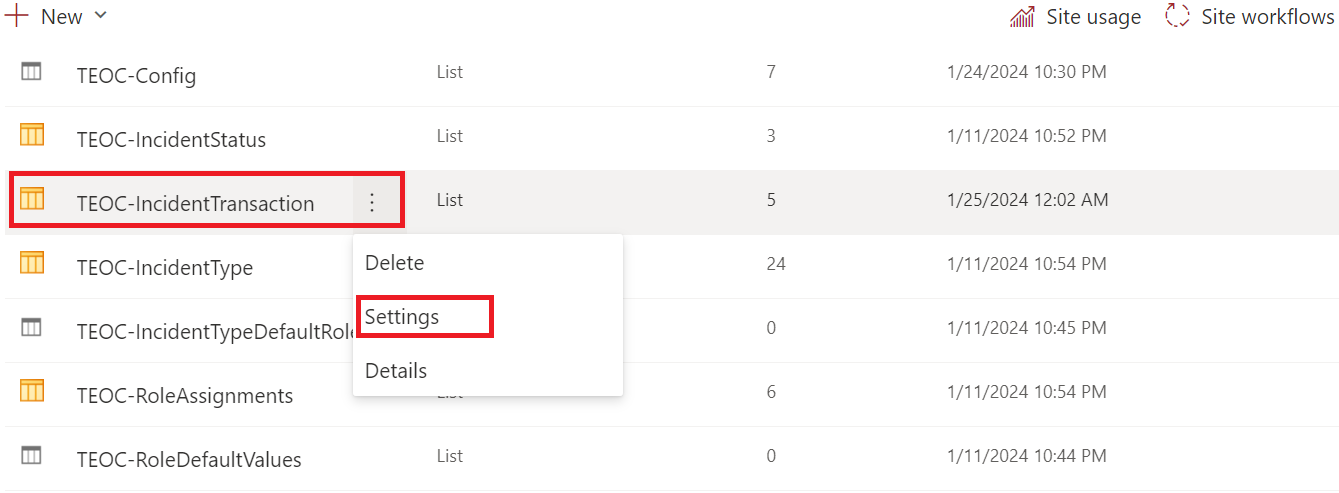 New Site usage Site workflows
TEOC-Config List 7 1/24/2024 10:30 PM
TEOC-IncidentStatus List 3 1/11/2024 10:52 PM
TEOC-IncidentTransaction List 5 1/25/2024 12:02 AM
Delete
TEOC-IncidentType 24 1/11/2024 10:54 PM
Settings
TEOC-IncidentTypeDefaultRole 0 1/11/2024 10:45 PM
Details
TEOC-RoleAssignments List 6 1/11/2024 10:54 PM
TEOC-RoleDefaultValues List 0 1/11/2024 10:44 PM